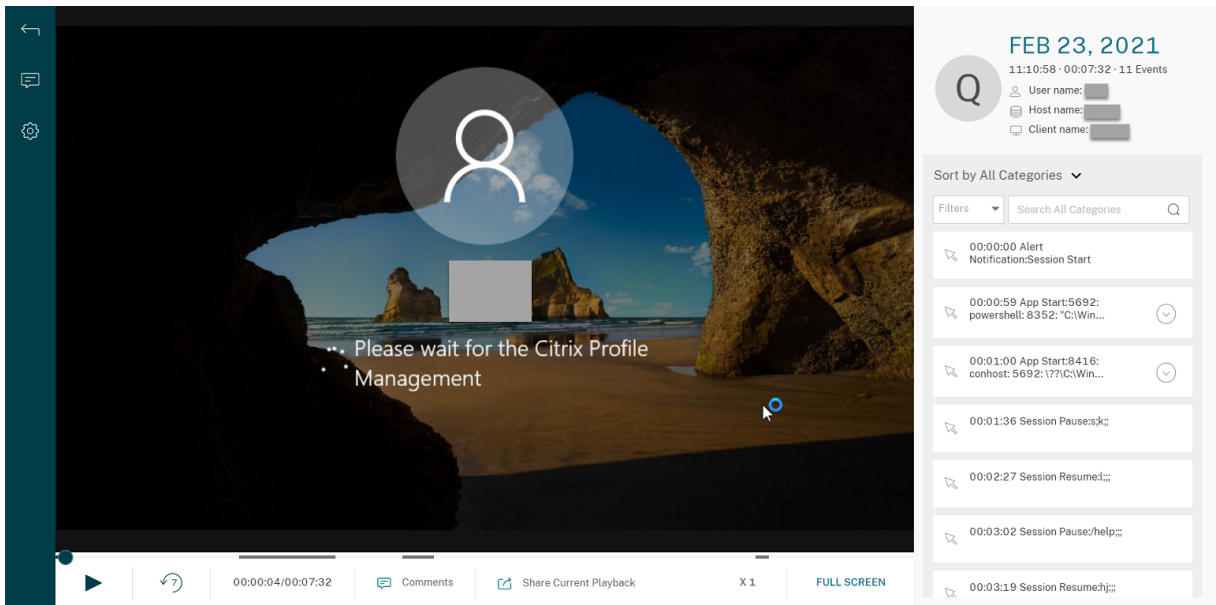 FEB 23, 2021
11:10:58 · 00:07:32 · 11 Events
Q
User name:
Host name:
Client name:
Sort by All Categories
Filters
Search All Categories
00:00:00 Alert
Notification:Session Start
00:00:59 App Start:5692:
powershell: 8352: "C:\Win...
00:01:00 App Start:8416:
conhost: 5692: \??\C:\Win...
00:01:36 Session Pause:s;k;;
00:02:27 Session Resume:l;;;
00:03:02 Session Pause:/help;;;
00:03:19 Session Resume:hj;;;
Please wait for the Citrix Profile
Management
7
00:00:04/00:07:32
Comments
Share Current Playback
X 1
FULL SCREEN